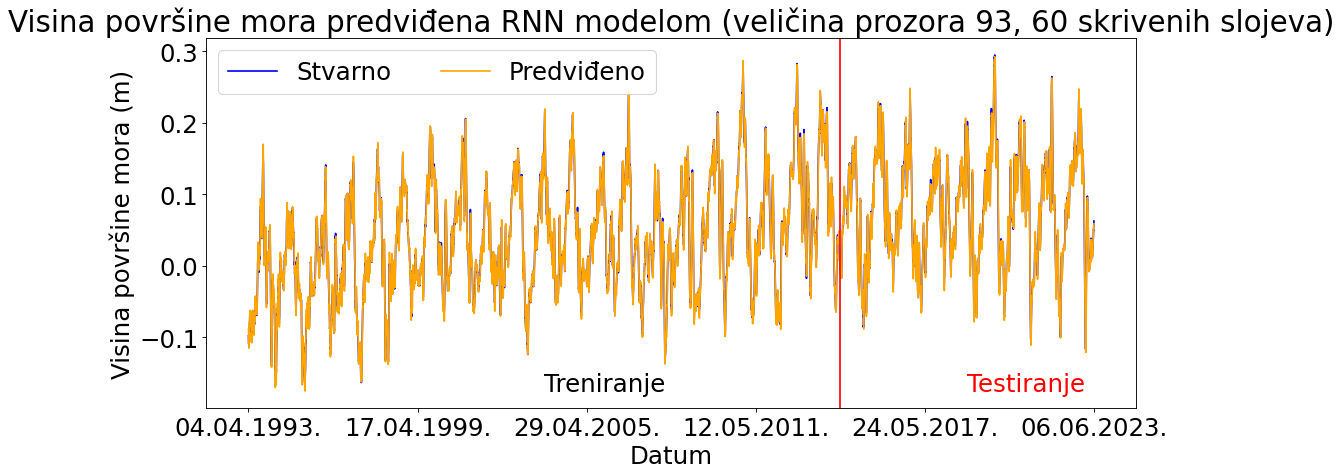 Visina površine mora predviđena RNN modelom (veličina prozora 93, 60 skrivenih slojeva)
Stvarno Predviđeno
Visina površine mora (m)
0.3
0.2
0.1
0.0
−0.1
Treniranje Testiranje
04.04.1993. 17.04.1999. 29.04.2005. 12.05.2011. 24.05.2017. 06.06.2023.
Datum